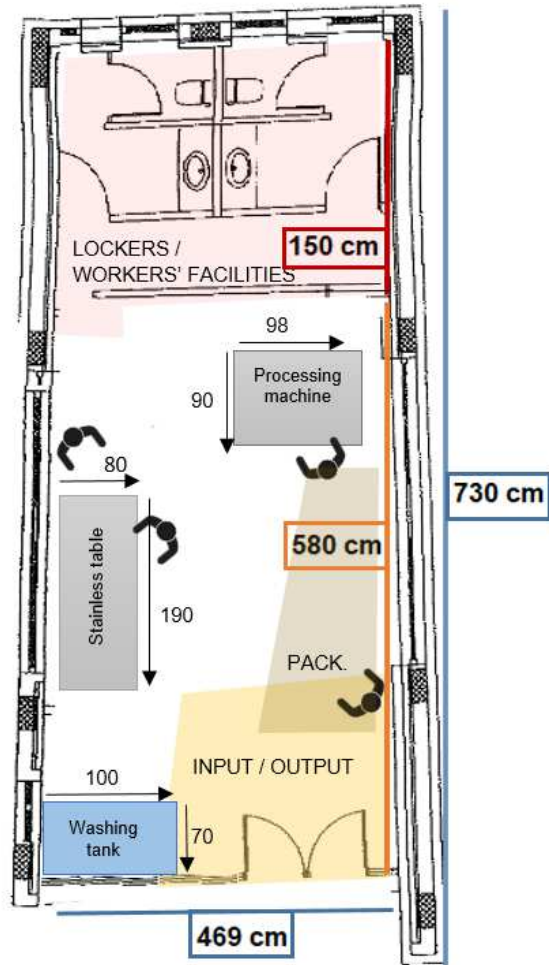 LOCKERS /
WORKERS' FACILITIES
150 cm
98
Processing
machine
90
80
730 cm
580 cm
Stainless table
190
PACK.
INPUT / OUTPUT
100
Washing
tank
70
469 cm